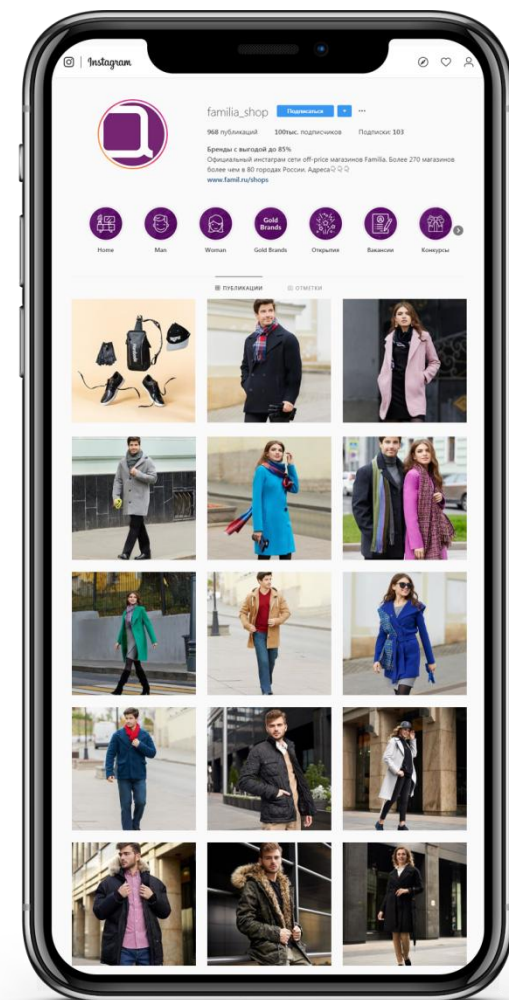 Instagram
familia_shop Подписаться
968 публикаций 100тыс. подписчиков Подписки: 103
Бренды с выгодой до 85%
Официальный инстаграм сети off-price магазинов Familia. Более 270 магазинов
более чем в 80 городах России. Адреса
www.famil.ru/shops
Gold
Brands
Home Man Woman Gold Brands Открытия Вакансии Конкурсы
ПУБЛИКАЦИИ ОТМЕТКИ